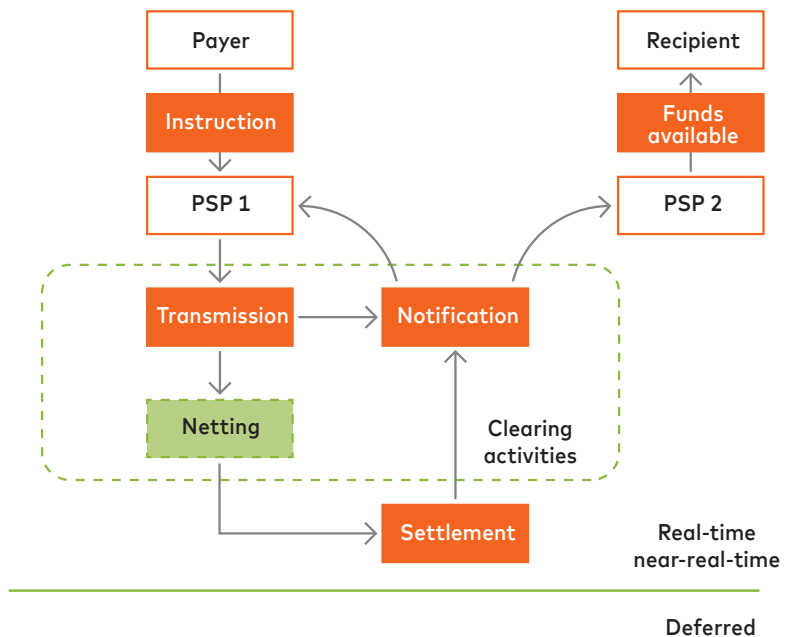 Payer
Recipient
Instruction
Funds
available
PSP 1
PSP 2
Transmission
Notification
Netting
Clearing
activities
Settlement
Real-time
near-real-time
Deferred